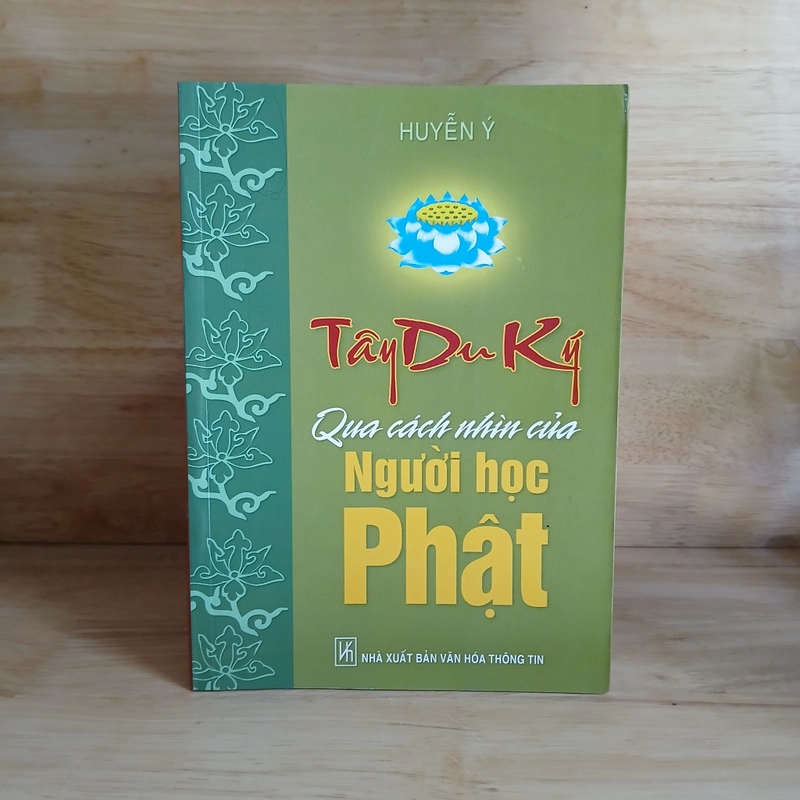 HUYỄN Ý
Tây Du Ký
Qua cách nhìn của
Người học
Phật
NHÀ XUẤT BẢN VĂN HÓA THÔNG TIN